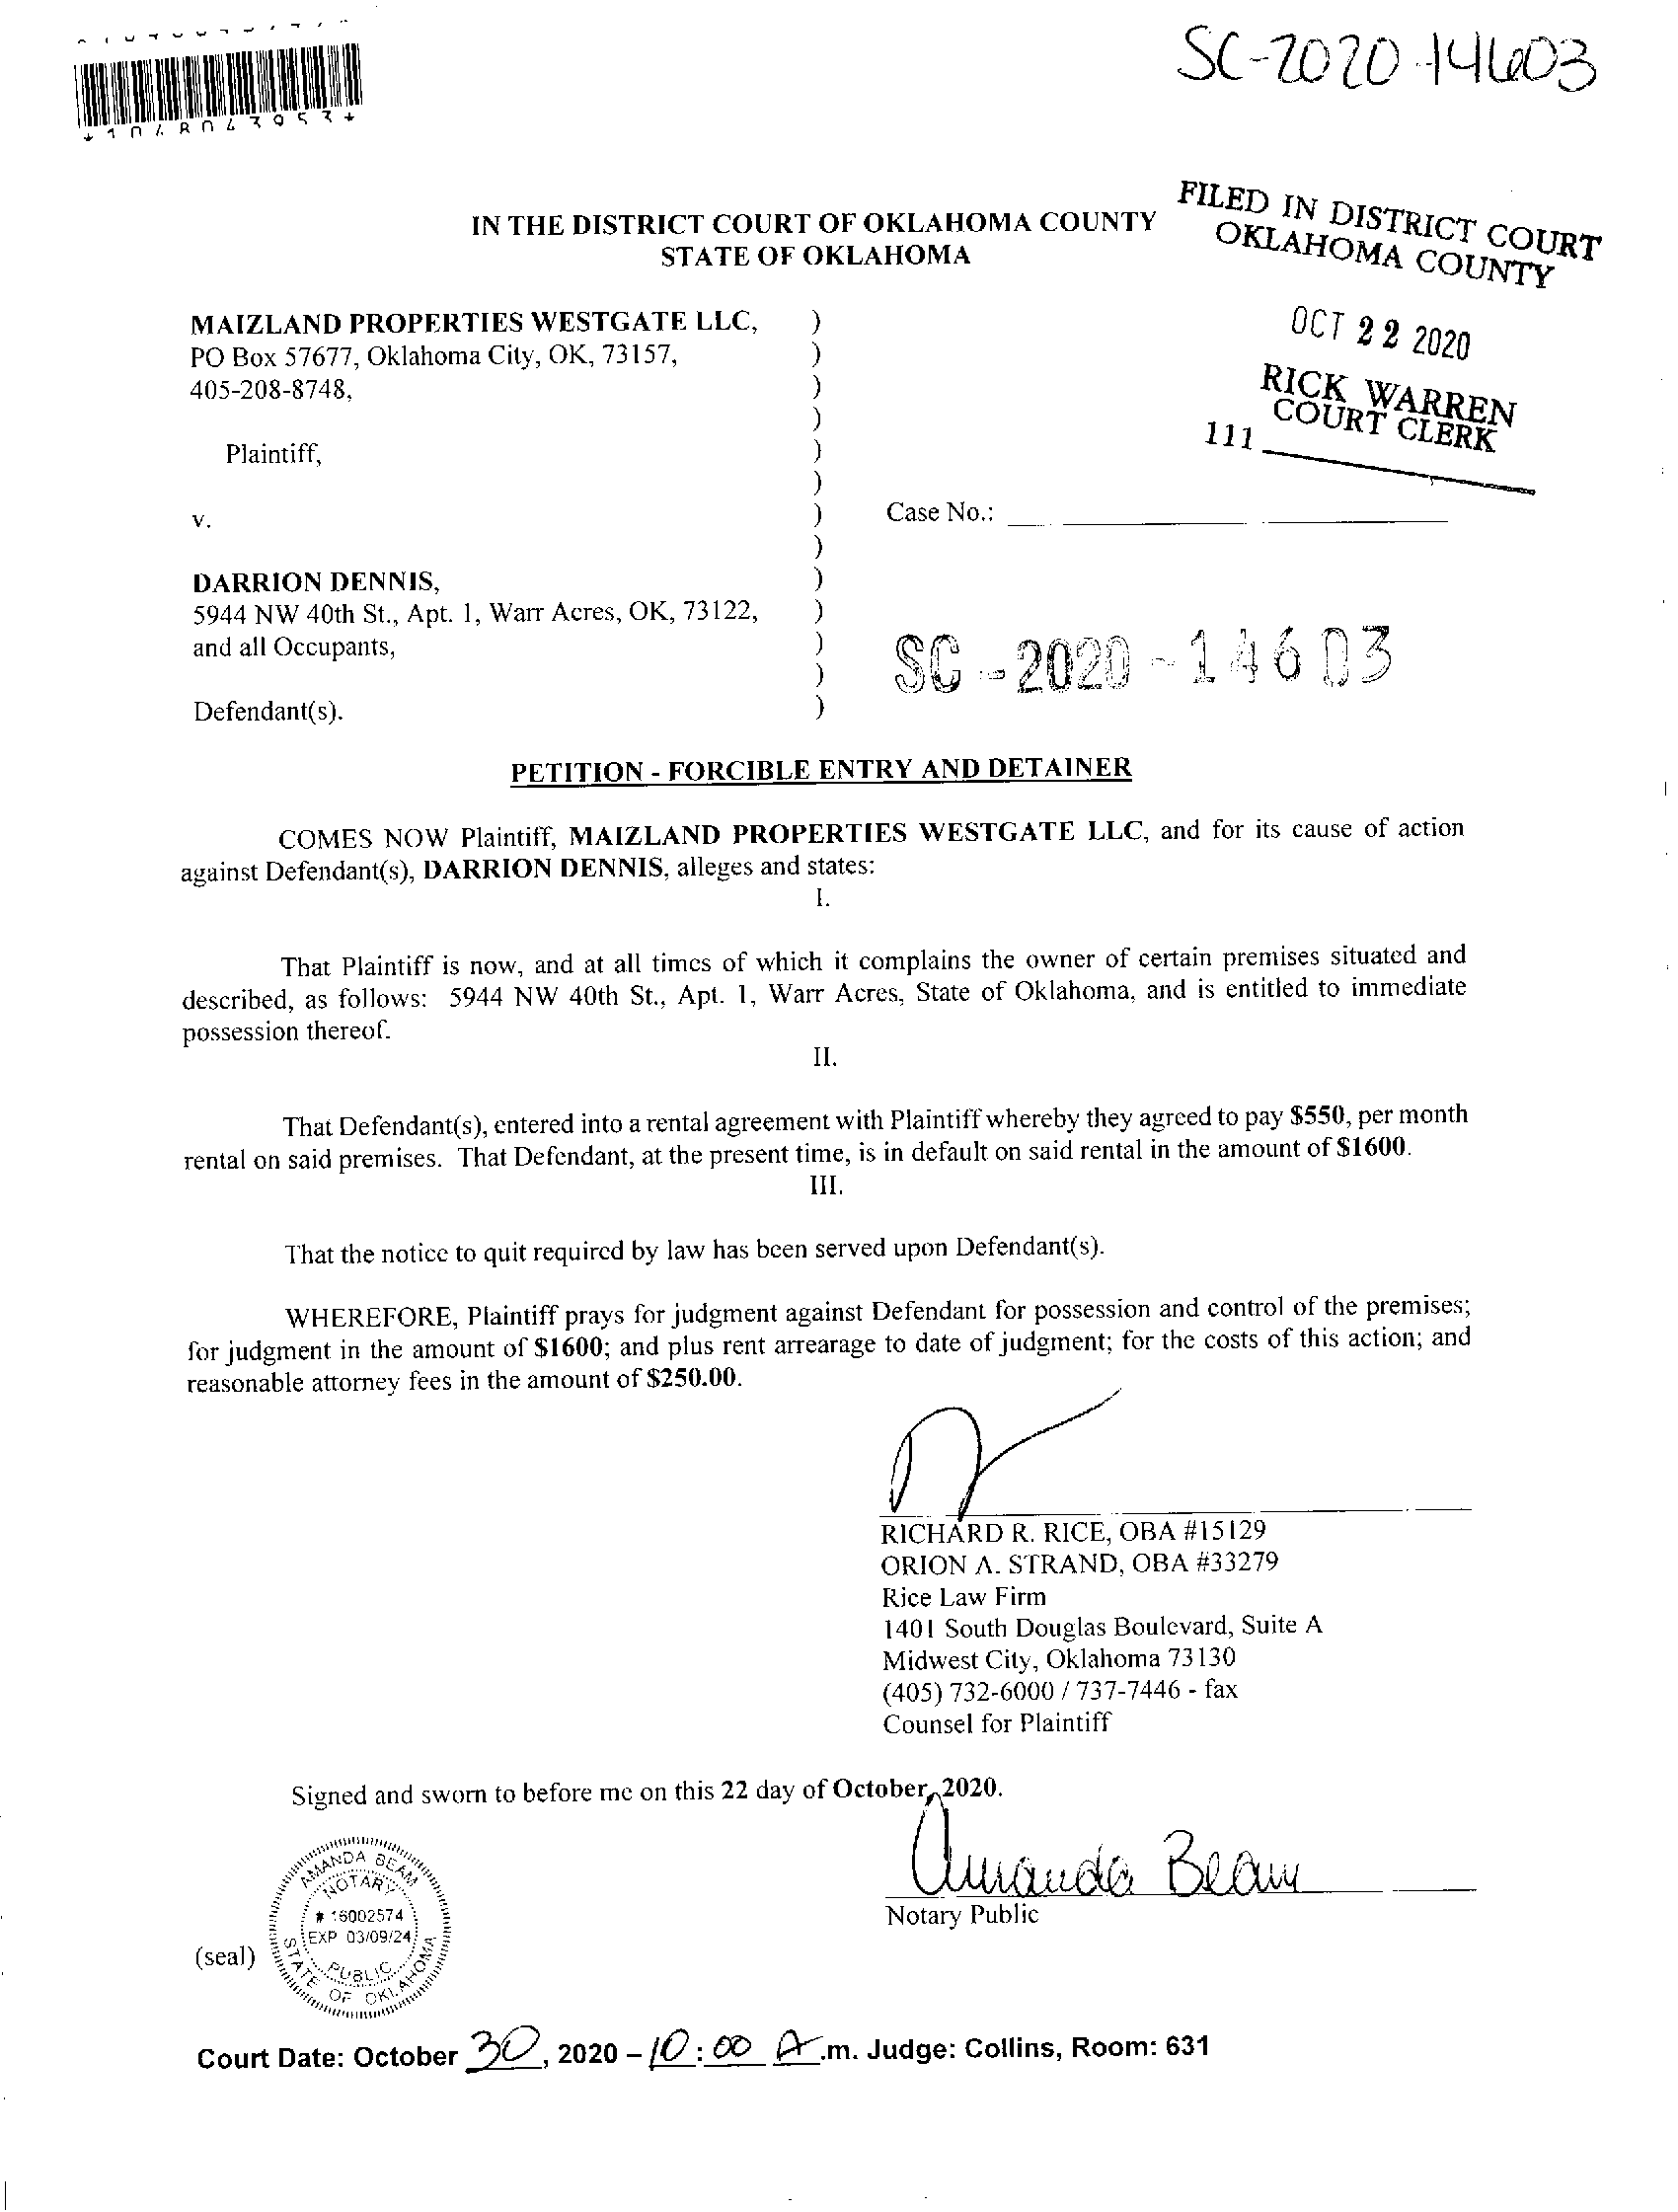 SC-2020-14603
*1048043953*
FILED IN DISTRICT COURT
OKLAHOMA COUNTY
OCT 22 2020
RICK WARREN
COURT CLERK
111
IN THE DISTRICT COURT OF OKLAHOMA COUNTY
STATE OF OKLAHOMA
MAIZLAND PROPERTIES WESTGATE LLC, )
PO Box 57677, Oklahoma City, OK, 73157, )
405-208-8748, )
)
Plaintiff, )
)
v. ) Case No.:
)
DARRION DENNIS, )
5944 NW 40th St., Apt. 1, Warr Acres, OK, 73122, )
and all Occupants, ) SC-2020-14603
)
Defendant(s). )
PETITION - FORCIBLE ENTRY AND DETAINER
COMES NOW Plaintiff, MAIZLAND PROPERTIES WESTGATE LLC, and for its cause of action
against Defendant(s), DARRION DENNIS, alleges and states:
I.
That Plaintiff is now, and at all times of which it complains the owner of certain premises situated and
described, as follows: 5944 NW 40th St., Apt. 1, Warr Acres, State of Oklahoma, and is entitled to immediate
possession thereof.
II.
That Defendant(s), entered into a rental agreement with Plaintiff whereby they agreed to pay $550, per month
rental on said premises. That Defendant, at the present time, is in default on said rental in the amount of $1600.
III.
That the notice to quit required by law has been served upon Defendant(s).
WHEREFORE, Plaintiff prays for judgment against Defendant for possession and control of the premises;
for judgment in the amount of $1600; and plus rent arrearage to date of judgment; for the costs of this action; and
reasonable attorney fees in the amount of $250.00.
RICHARD R. RICE, OBA #15129
ORION A. STRAND, OBA #33279
Rice Law Firm
1401 South Douglas Boulevard, Suite A
Midwest City, Oklahoma 73130
(405) 732-6000 / 737-7446 - fax
Counsel for Plaintiff
Signed and sworn to before me on this 22 day of October, 2020.
Amanda Beam
Notary Public
(seal)
AMANDA BEAM
NOTARY
# 16002574
EXP 03/09/24
PUBLIC
STATE OF OKLAHOMA
Court Date: October 30, 2020 – 10:00 A.m. Judge: Collins, Room: 631